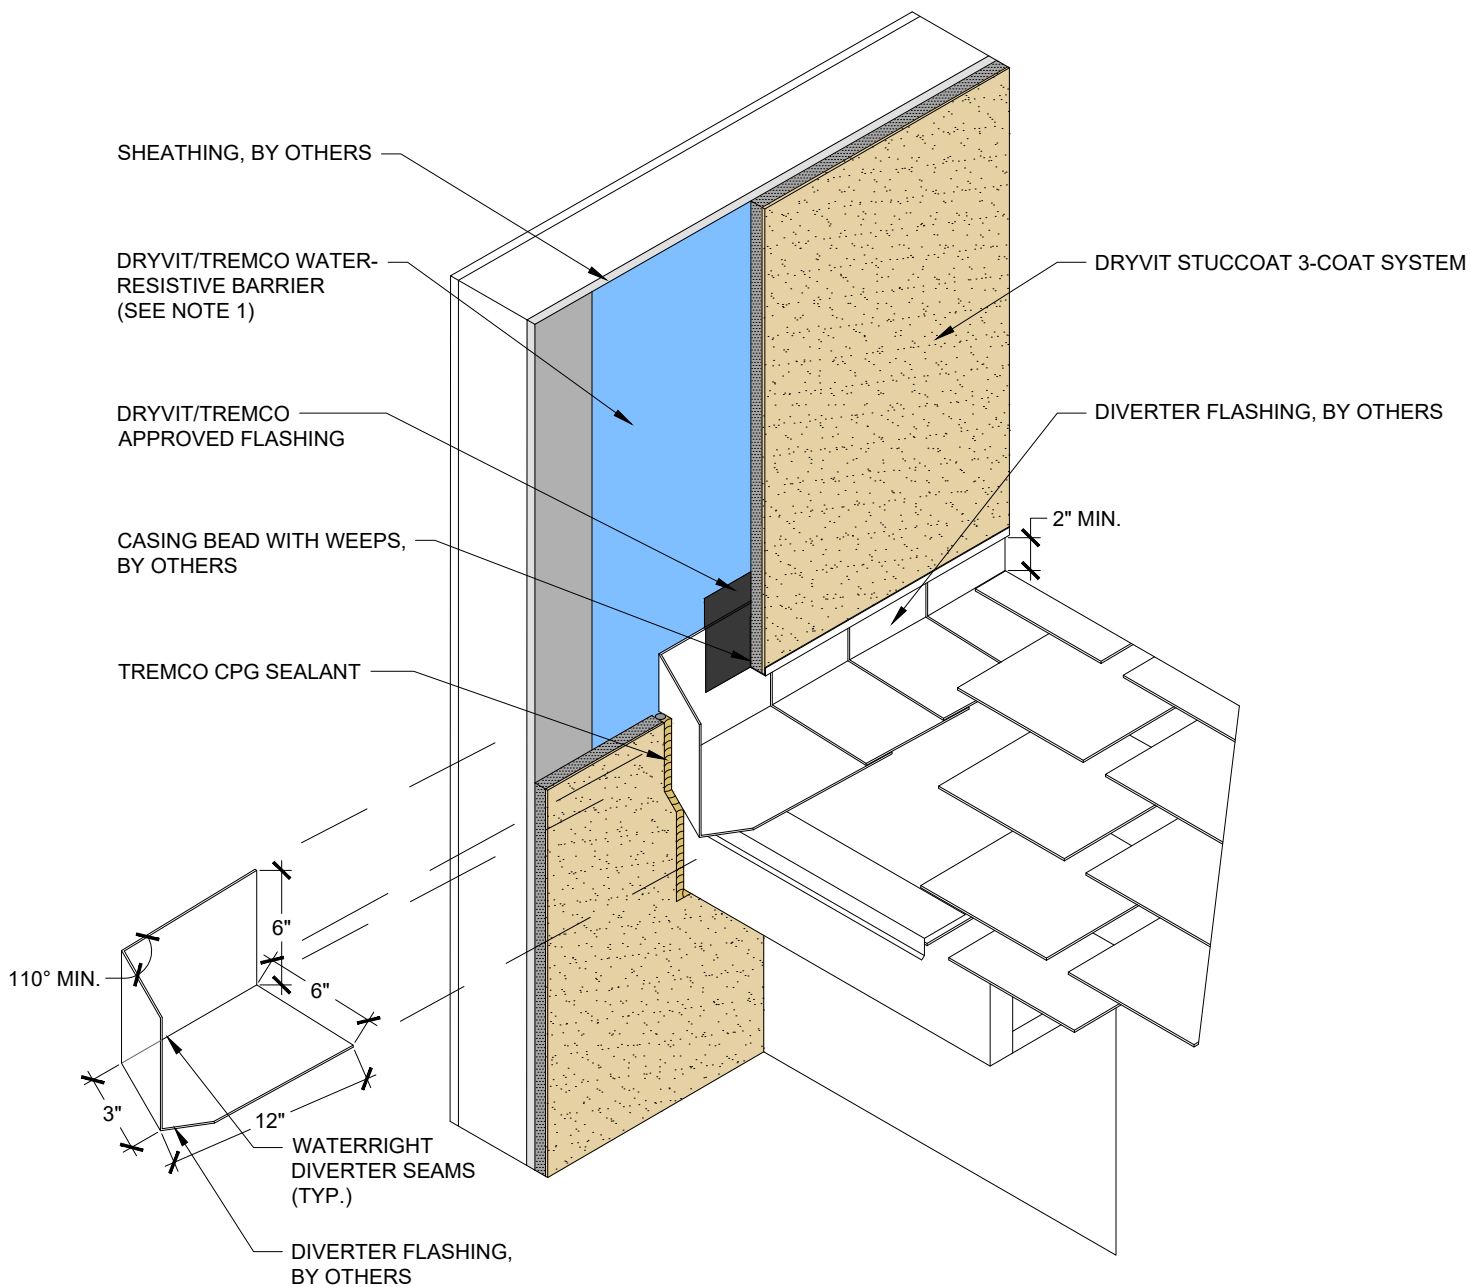 SHEATHING, BY OTHERS
DRYVIT/TREMCO WATER-
RESISTIVE BARRIER
(SEE NOTE 1)
DRYVIT STUCCOAT 3-COAT SYSTEM
DRYVIT/TREMCO
APPROVED FLASHING
DIVERTER FLASHING, BY OTHERS
2" MIN.
CASING BEAD WITH WEEPS,
BY OTHERS
TREMCO CPG SEALANT
6"
110° MIN.
6"
3"
12"
WATERRIGHT
DIVERTER SEAMS
(TYP.)
DIVERTER FLASHING,
BY OTHERS